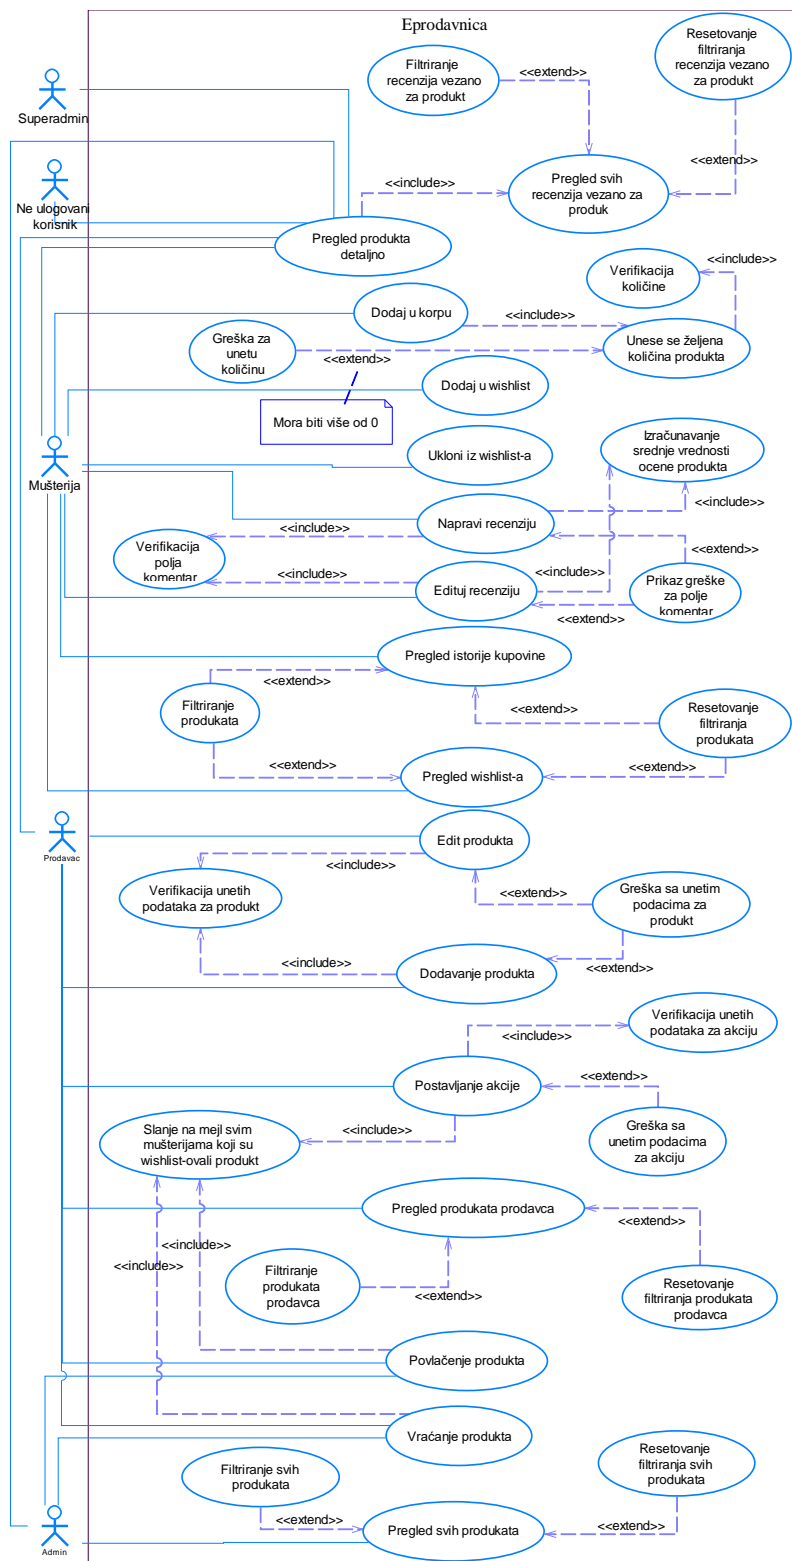 Eprodavnica
Superadmin
Filtriranje
recenzija vezano
za produkt
<<extend>>
Resetovanje
filtriranja
recenzija vezano
za produkt
<<extend>>
Ne ulogovani
korisnik
<<include>>
Pregled svih
recenzija vezano za
produk
Pregled produkta
detaljno
Verifikacija
količine
<<include>>
Dodaj u korpu
<<include>>
Unese se željena
količina produkta
Greška za
unetu
količinu
<<extend>>
Dodaj u wishlist
Mora biti više od 0
Mušterija
Ukloni iz wishlist-a
Izračunavanje
srednje vrednosti
ocene produkta
<<include>>
Napravi recenziju
<<include>>
Verifikacija
polja
komentar
<<include>>
Edituj recenziju
<<include>>
<<extend>>
Prikaz greške
za polje
komentar
<<extend>>
Pregled istorije kupovine
<<extend>>
Filtriranje
produkata
<<extend>>
Resetovanje
filtriranja
produkata
<<extend>>
Pregled wishlist-a
<<extend>>
Prodavac
Edit produkta
<<include>>
Verifikacija unetih
podataka za produkt
<<extend>>
Greška sa unetim
podacima za
produkt
<<include>>
Dodavanje produkta
<<extend>>
Verifikacija unetih
podataka za akciju
<<include>>
Postavljanje akcije
<<extend>>
Greška sa
unetim podacima
za akciju
Slanje na mejl svim
mušterijama koji su
wishlist-ovali produkt
<<include>>
Pregled produkata prodavca
<<extend>>
<<include>>
<<include>>
Filtriranje
produkata
prodavca
<<extend>>
Resetovanje
filtriranja produkata
prodavca
Povlačenje produkta
Vraćanje produkta
Filtriranje svih
produkata
<<extend>>
Resetovanje
filtriranja svih
produkata
<<extend>>
Pregled svih produkata
Admin